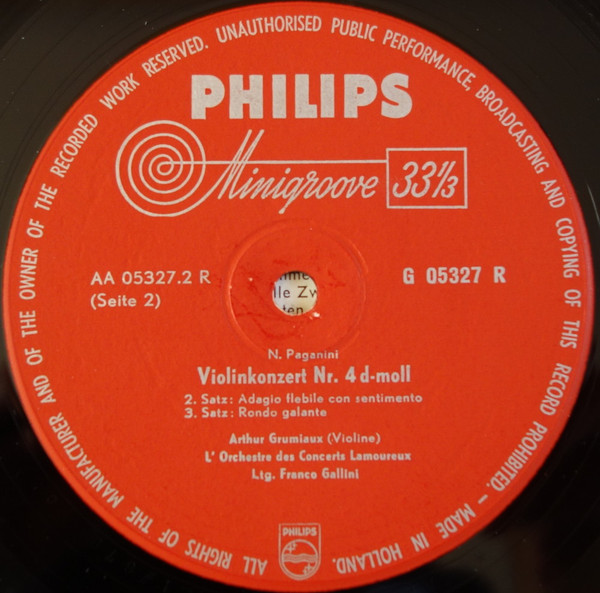 ALL RIGHTS OF THE MANUFACTURER AND OF THE OWNER OF THE RECORDED WORK RESERVED. UNAUTHORISED PUBLIC PERFORMANCE, BROADCASTING AND COPYING OF THIS RECORD PROHIBITED. – MADE IN HOLLAND.
PHILIPS
Minigroove 33⅓
AA 05327.2 R
(Seite 2)
G 05327 R
N. Paganini
Violinkonzert Nr. 4 d-moll
2. Satz: Adagio flebile con sentimento
3. Satz: Rondo galante
Arthur Grumiaux (Violine)
L' Orchestre des Concerts Lamoureux
Ltg. Franco Gallini
PHILIPS